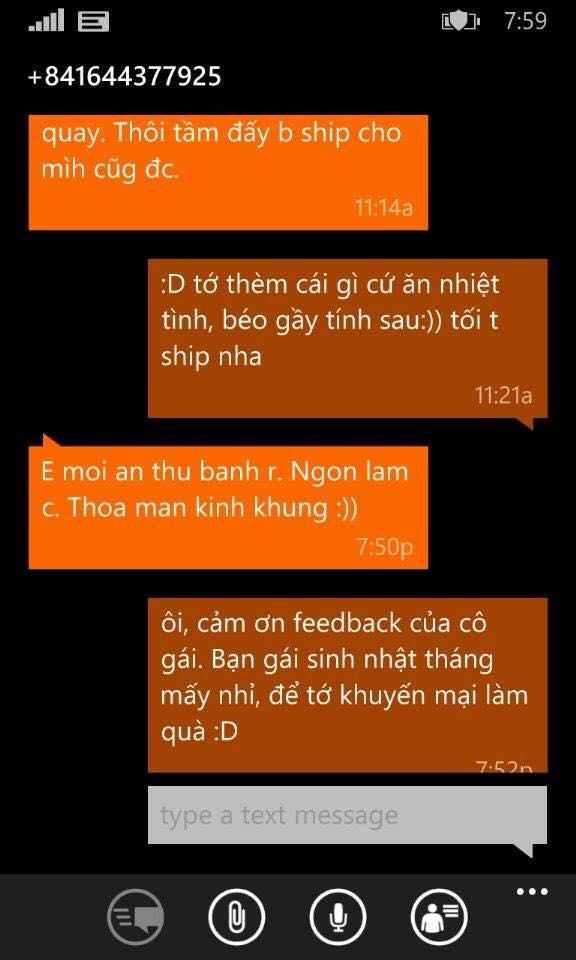 7:59
+841644377925
quay. Thôi tầm đấy b ship cho
mìh cũg đc.
11:14a
:D tớ thèm cái gì cứ ăn nhiệt
tình, béo gầy tính sau:)) tối t
ship nha
11:21a
E moi an thu banh r. Ngon lam
c. Thoa man kinh khung :))
7:50p
ôi, cảm ơn feedback của cô
gái. Bạn gái sinh nhật tháng
mấy nhỉ, để tớ khuyến mại làm
quà :D
7:52p
type a text message